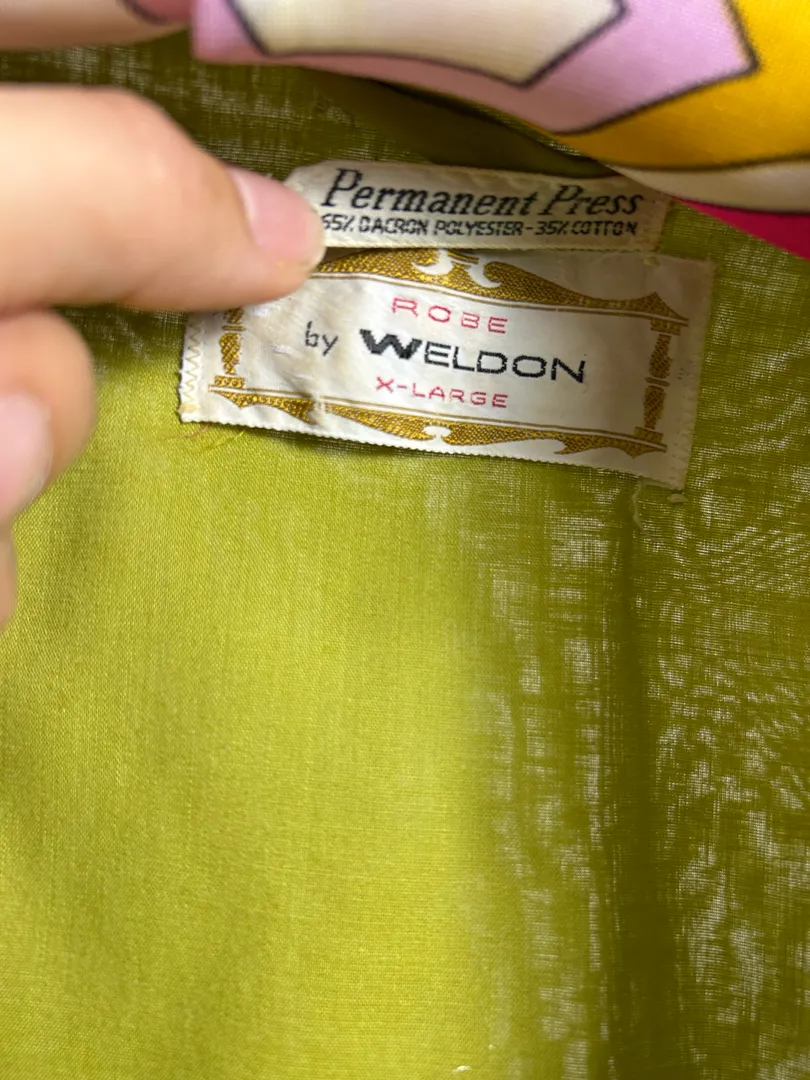 Permanent Press
65% DACRON POLYESTER-35% COTTON
ROBE
by WELDON
X-LARGE